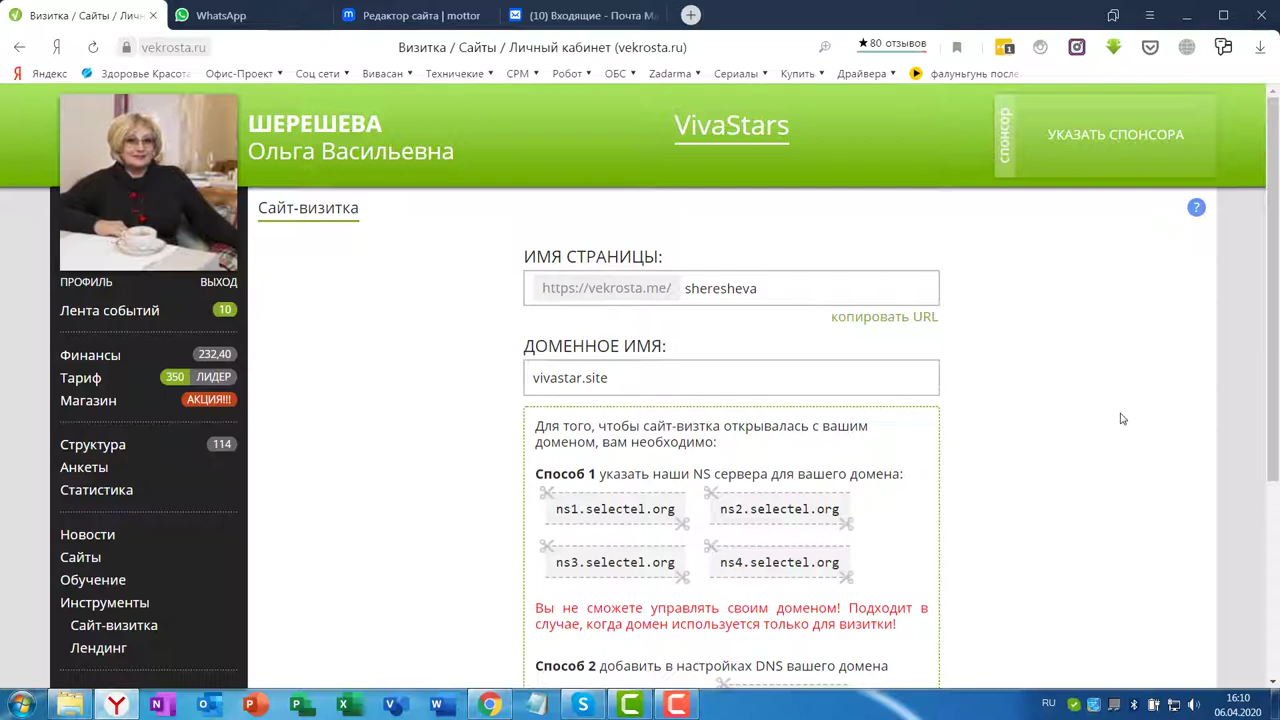 Визитка / Сайты / Личн
WhatsApp
Редактор сайта | mottor
(10) Входящие - Почта Ma
vekrosta.ru
Визитка / Сайты / Личный кабинет (vekrosta.ru)
★80 отзывов
Яндекс
Здоровье Красота
Офис-Проект
Соц сети
Вивасан
Техничекие
СРМ
Робот
ОБС
Zadarma
Сериалы
Купить
Драйвера
фалуньгунь после
ШЕРЕШЕВА
Ольга Васильевна
VivaStars
спонсор
УКАЗАТЬ СПОНСОРА
ПРОФИЛЬ
ВЫХОД
Лента событий 10
Финансы 232,40
Тариф 350 ЛИДЕР
Магазин АКЦИЯ!!!
Структура 114
Анкеты
Статистика
Новости
Сайты
Обучение
Инструменты
Сайт-визитка
Лендинг
Сайт-визитка
?
ИМЯ СТРАНИЦЫ:
https://vekrosta.me/ sheresheva
копировать URL
ДОМЕННОЕ ИМЯ:
vivastar.site
Для того, чтобы сайт-визтка открывалась с вашим
доменом, вам необходимо:
Способ 1 указать наши NS сервера для вашего домена:
ns1.selectel.org ns2.selectel.org
ns3.selectel.org ns4.selectel.org
Вы не сможете управлять своим доменом! Подходит в
случае, когда домен используется только для визитки!
Способ 2 добавить в настройках DNS вашего домена
RU
16:10
06.04.2020